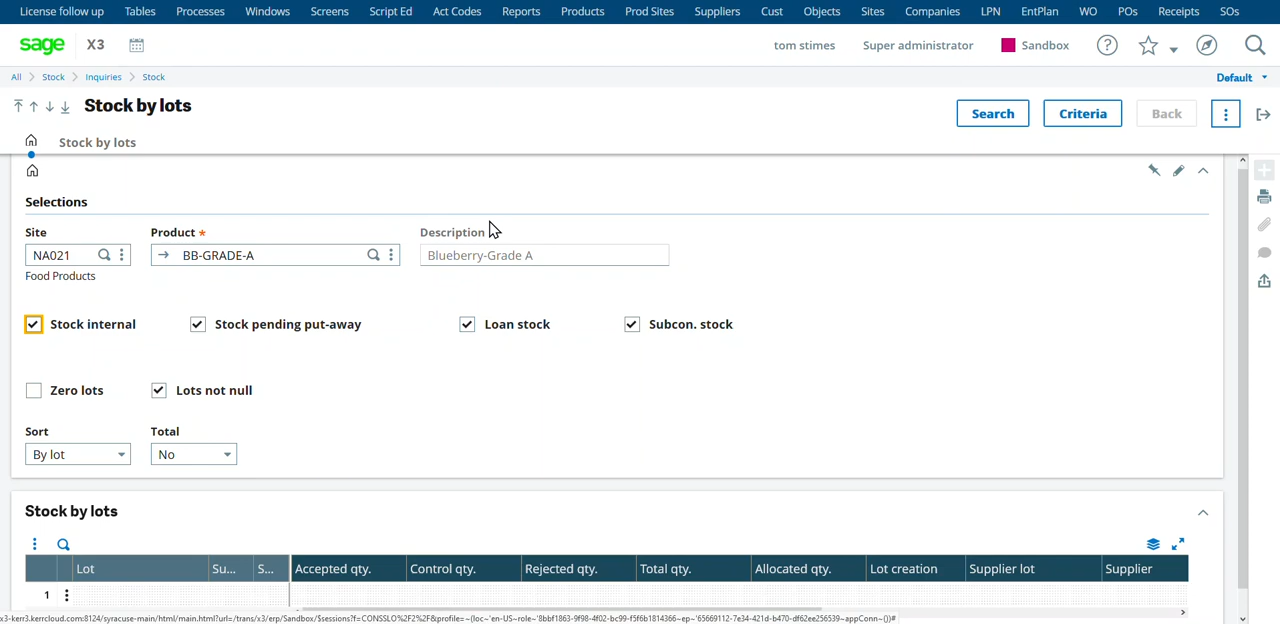 License follow up Tables Processes Windows Screens Script Ed Act Codes Reports Products Prod Sites Suppliers Cust Objects Sites Companies LPN EntPlan WO POs Receipts SOs
sage X3 tom stimes Super administrator Sandbox
All Stock Inquiries Stock Default
Stock by lots Search Criteria Back
Stock by lots
Selections
Site Product * Description
NA021 BB-GRADE-A Blueberry-Grade A
Food Products
Stock internal Stock pending put-away Loan stock Subcon. stock
Zero lots Lots not null
Sort Total
By lot No
Stock by lots
Lot Su... S... Accepted qty. Control qty. Rejected qty. Total qty. Allocated qty. Lot creation Supplier lot Supplier
1